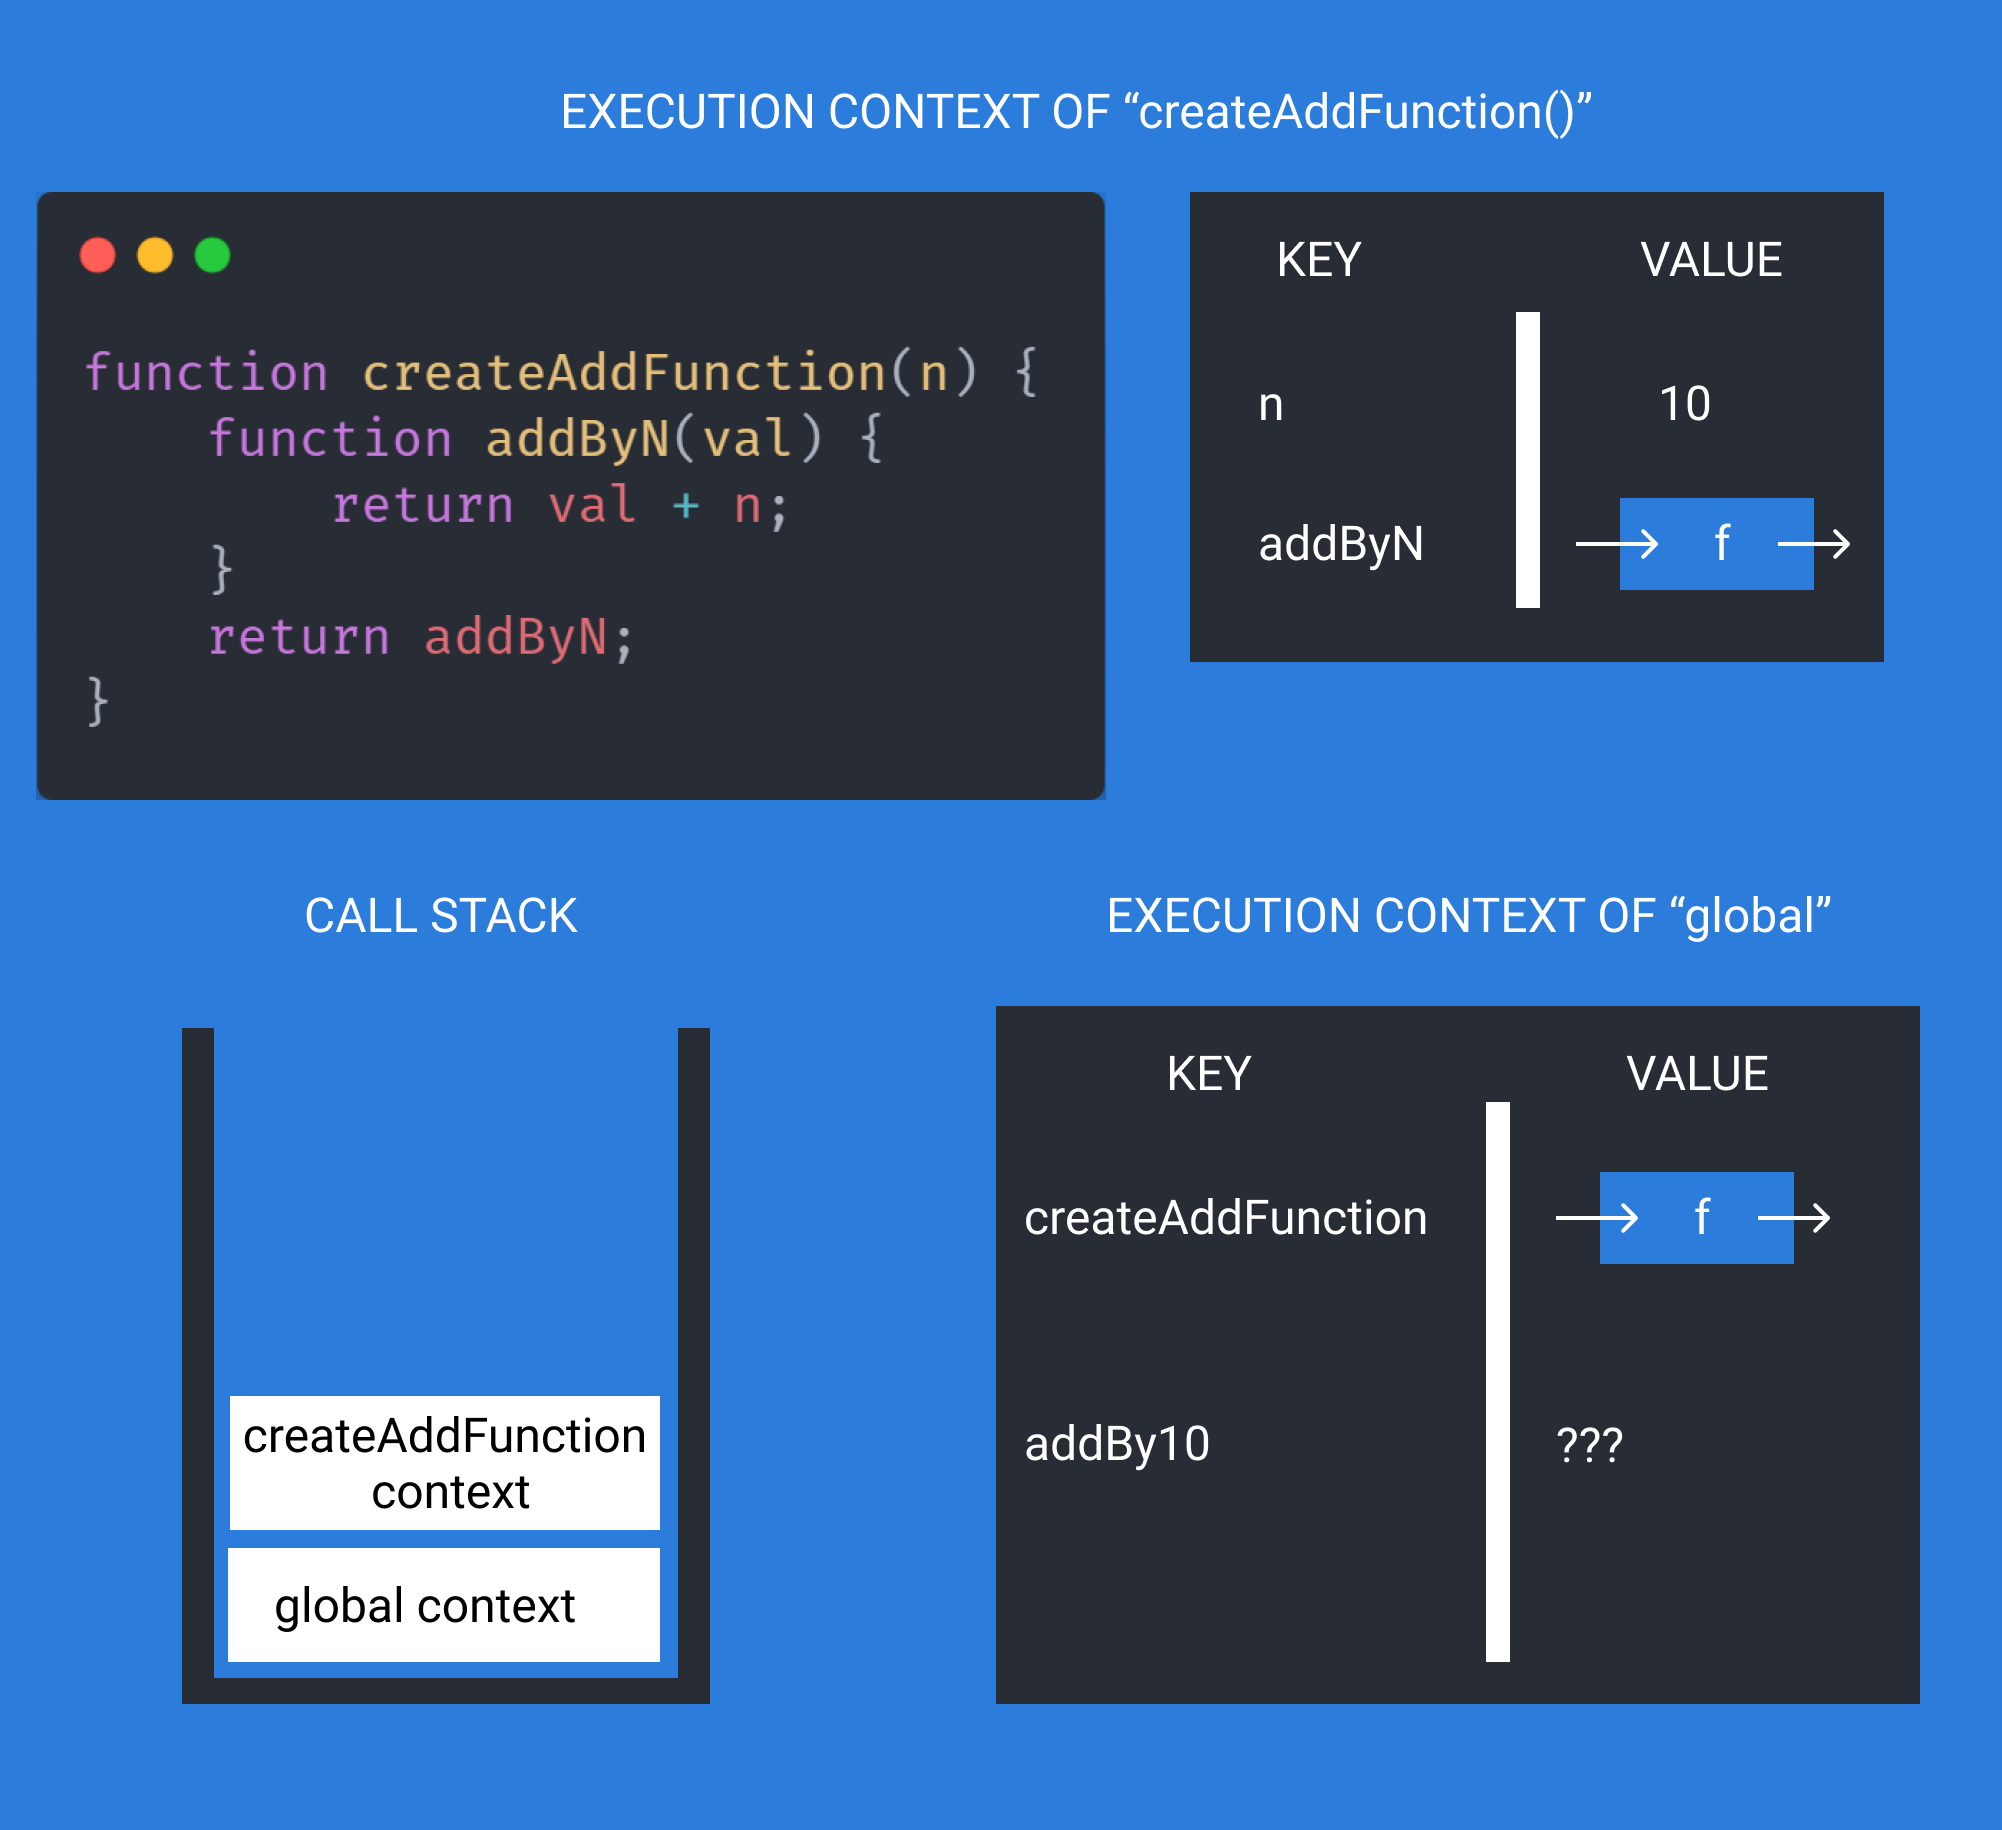 EXECUTION CONTEXT OF “createAddFunction()”
function createAddFunction(n) {
    function addByN(val) {
        return val + n;
    }
    return addByN;
}
KEY VALUE
n 10
addByN f
CALL STACK
createAddFunction
context
global context
EXECUTION CONTEXT OF “global”
KEY VALUE
createAddFunction f
addBy10 ???